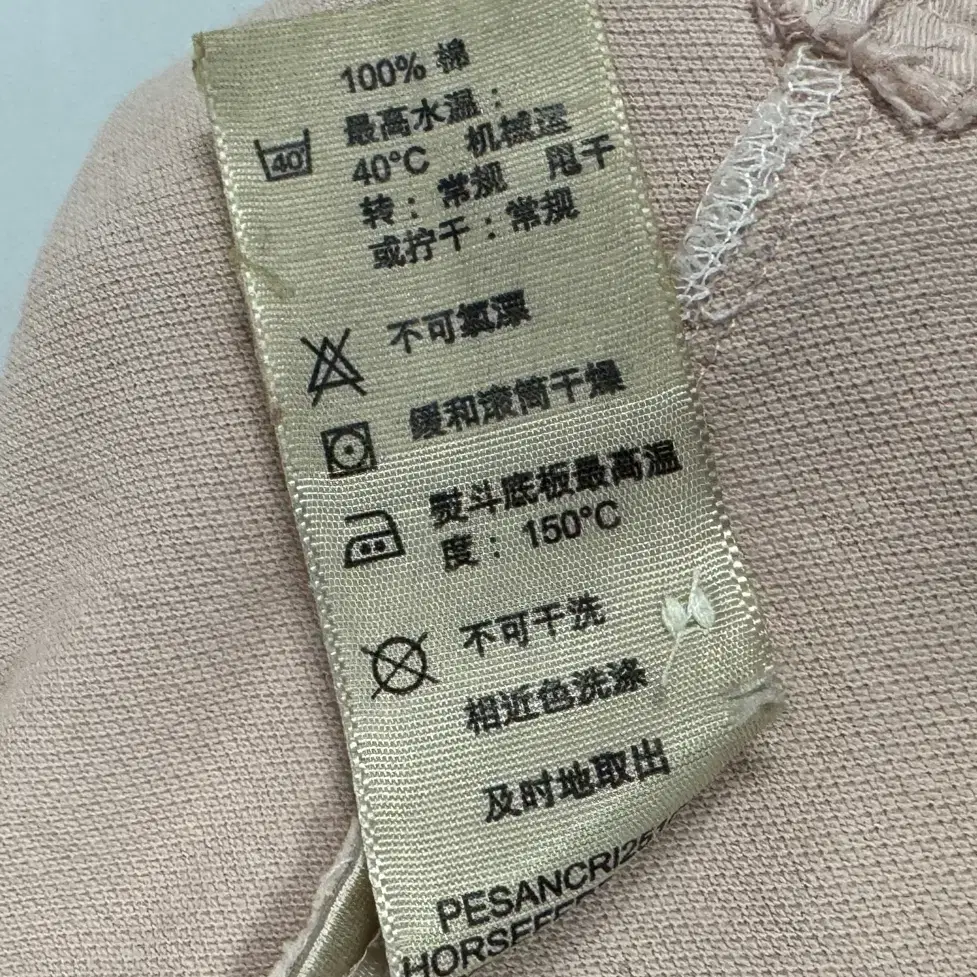 100% 棉
最高水温：
40
40°C 机械运
转：常规 甩干
或拧干：常规
不可氯漂
缓和滚筒干燥
熨斗底板最高温
度：150°C
不可干洗
相近色洗涤
及时地取出
PESANCRI25